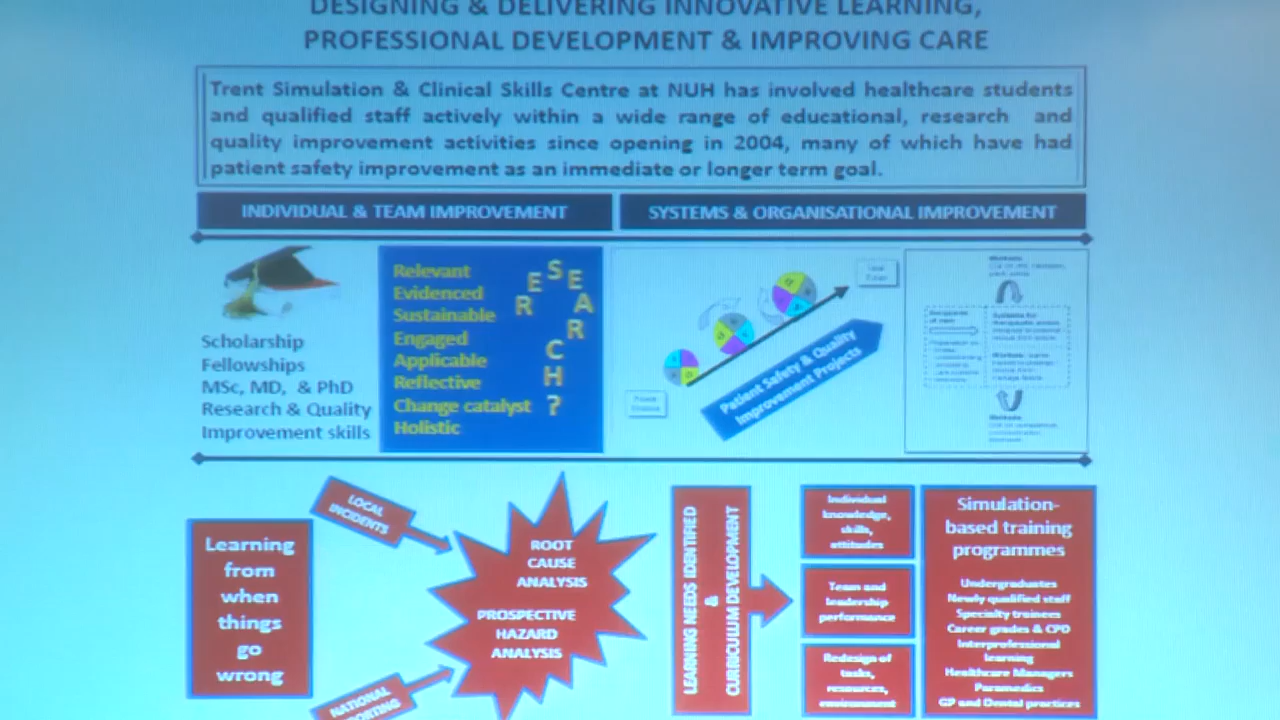 DESIGNING & DELIVERING INNOVATIVE LEARNING,
PROFESSIONAL DEVELOPMENT & IMPROVING CARE
Trent Simulation & Clinical Skills Centre at NUH has involved healthcare students
and qualified staff actively within a wide range of educational, research and
quality improvement activities since opening in 2004, many of which have had
patient safety improvement as an immediate or longer term goal.
INDIVIDUAL & TEAM IMPROVEMENT
SYSTEMS & ORGANISATIONAL IMPROVEMENT
Scholarship
Fellowships
MSc, MD, & PhD
Research & Quality
Improvement skills
Relevant
Evidenced
Sustainable
Engaged
Applicable
Reflective
Change catalyst
Holistic
RESEARCH?
Patient Safety & Quality
Improvement Projects
Learning
from
when
things
go
wrong
LOCAL
INCIDENTS
NATIONAL
ROOT
CAUSE
ANALYSIS
PROSPECTIVE
HAZARD
ANALYSIS
LEARNING NEEDS IDENTIFIED
&
CURRICULUM DEVELOPMENT
Individual
knowledge,
skills,
attitudes
Team and
leadership
performance
Redesign of
tasks,
resources,
environment
Simulation-
based training
programmes
Undergraduates
Newly qualified staff
Specialty trainees
Career grades & CPD
Interprofessional
learning
Healthcare Managers
Paramedics
GP and Dental practices